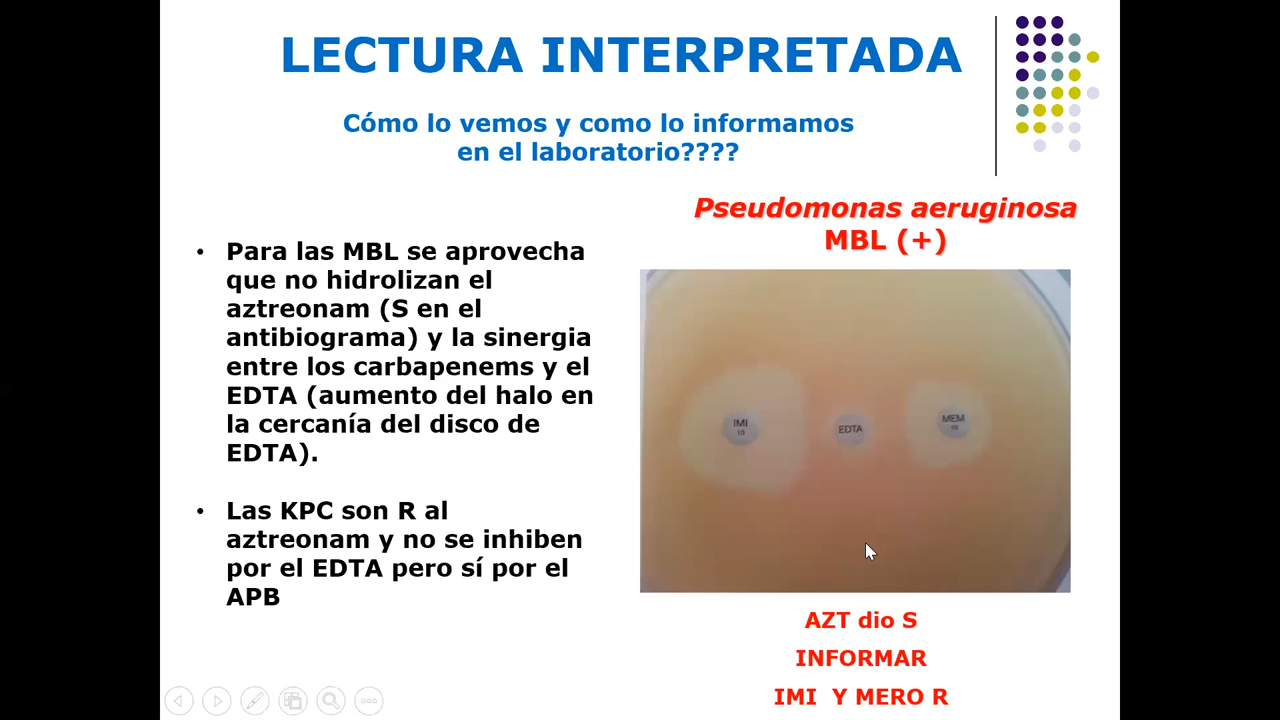 LECTURA INTERPRETADA
Cómo lo vemos y como lo informamos
en el laboratorio????
Pseudomonas aeruginosa
MBL (+)
• Para las MBL se aprovecha
que no hidrolizan el
aztreonam (S en el
antibiograma) y la sinergia
entre los carbapenems y el
EDTA (aumento del halo en
la cercanía del disco de
EDTA).
• Las KPC son R al
aztreonam y no se inhiben
por el EDTA pero sí por el
APB
IMI
10
EDTA
MEM
10
AZT dio S
INFORMAR
IMI Y MERO R